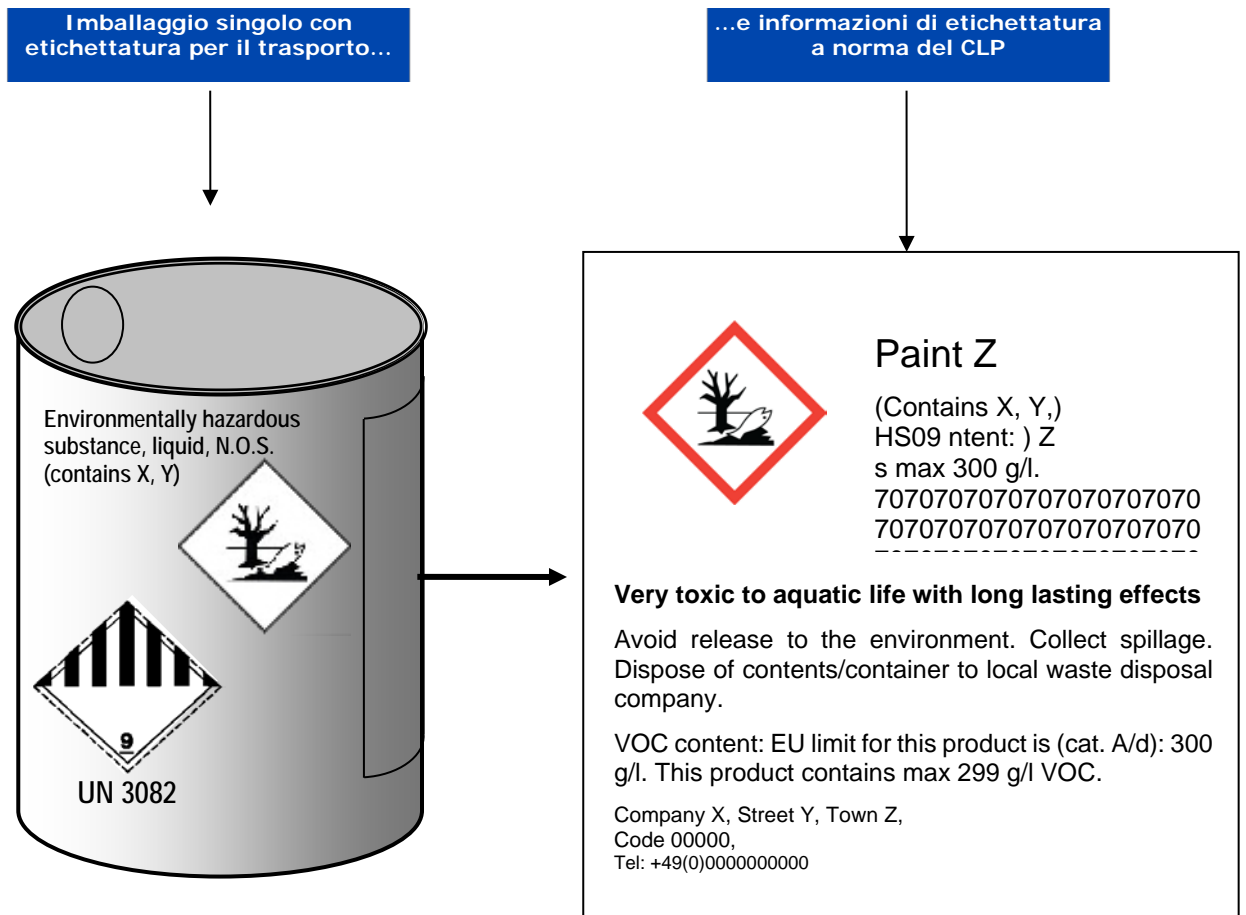 Imballaggio singolo con
etichettatura per il trasporto...
...e informazioni di etichettatura
a norma del CLP
Environmentally hazardous
substance, liquid, N.O.S.
(contains X, Y)
9
UN 3082
Paint Z
(Contains X, Y,)
HS09 ntent: ) Z
s max 300 g/l.
7070707070707070707070
7070707070707070707070
Very toxic to aquatic life with long lasting effects
Avoid release to the environment. Collect spillage.
Dispose of contents/container to local waste disposal
company.
VOC content: EU limit for this product is (cat. A/d): 300
g/l. This product contains max 299 g/l VOC.
Company X, Street Y, Town Z,
Code 00000,
Tel: +49(0)0000000000